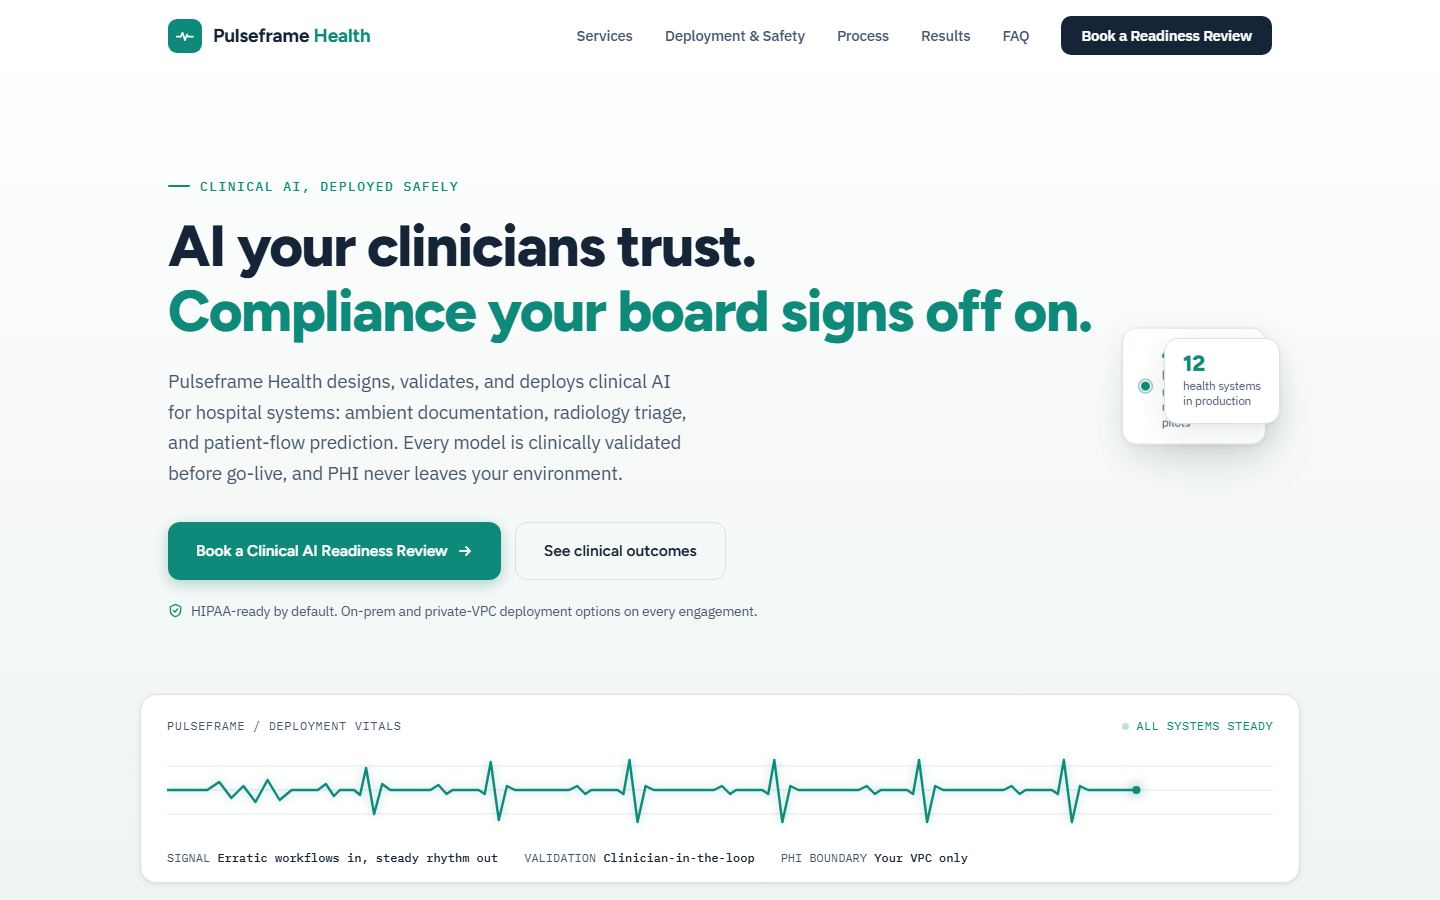 Pulseframe Health
Services
Deployment & Safety
Process
Results
FAQ
Book a Readiness Review
CLINICAL AI, DEPLOYED SAFELY
AI your clinicians trust.
Compliance your board signs off on.
Pulseframe Health designs, validates, and deploys clinical AI
for hospital systems: ambient documentation, radiology triage,
and patient-flow prediction. Every model is clinically validated
before go-live, and PHI never leaves your environment.
12
health systems
in production
pilots
Book a Clinical AI Readiness Review
See clinical outcomes
HIPAA-ready by default. On-prem and private-VPC deployment options on every engagement.
PULSEFRAME / DEPLOYMENT VITALS
ALL SYSTEMS STEADY
SIGNAL Erratic workflows in, steady rhythm out
VALIDATION Clinician-in-the-loop
PHI BOUNDARY Your VPC only